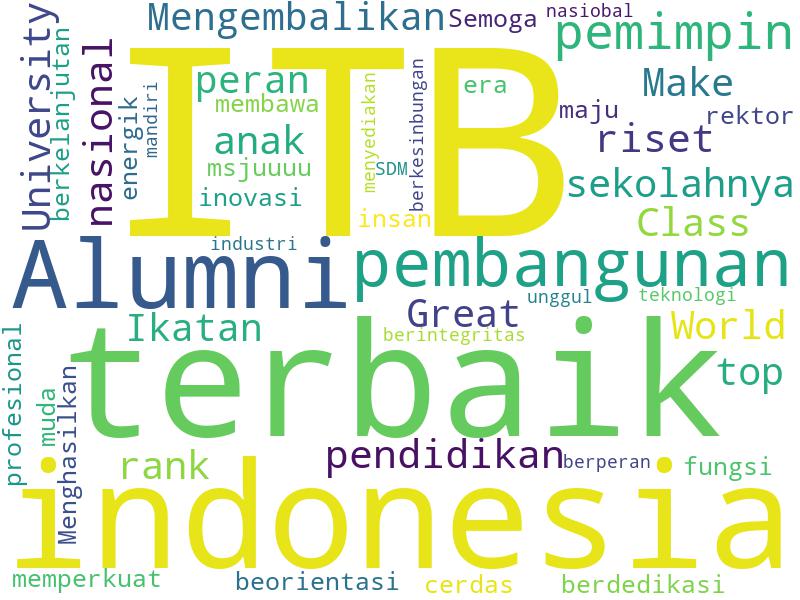 Mengembalikan
Semoga
nasiobal
pemimpin
University
berkelanjutan
nasional
energik
mandiri
ITB
peran
membawa
anak
msjuuuu
inovasi
menyediakan
SDM
berkesinbungan
era
insan
Make
maju
rektor
riset
sekolahnya
Class
industri
Alumni
pembangunan
unggul
teknologi
Ikatan
Great
berintegritas
World
terbaik
top
profesional
muda
Menghasilkan
rank
pendidikan
berperan
fungsi
indonesia
memperkuat
beorientasi
cerdas
berdedikasi